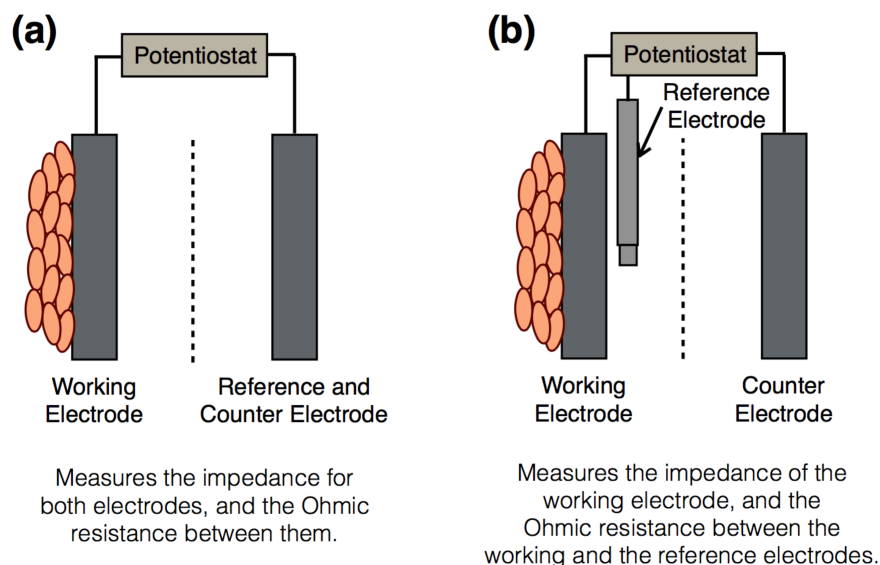 (a)
Potentiostat
Working
Electrode
Reference and
Counter Electrode
Measures the impedance for
both electrodes, and the Ohmic
resistance between them.
(b)
Potentiostat
Reference
Electrode
Working
Electrode
Counter
Electrode
Measures the impedance of the
working electrode, and the
Ohmic resistance between the
working and the reference electrodes.